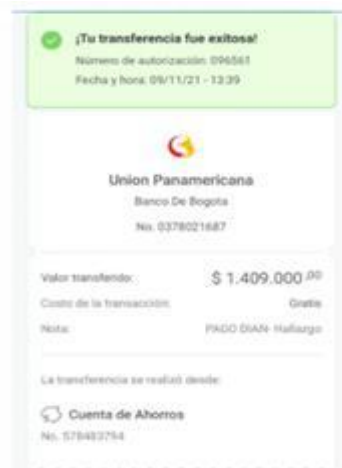 ¡Tu transferencia fue exitosa!
Número de autorización: 096561
Fecha y hora: 09/11/21 - 13:39
Union Panamericana
Banco De Bogota
No. 0378021687
Valor transferido: $ 1.409.000.00
Costo de la transacción: Gratis
Nota: PAGO DIAN- Hallazgo
La transferencia se realizó desde:
Cuenta de Ahorros
No. 578483794